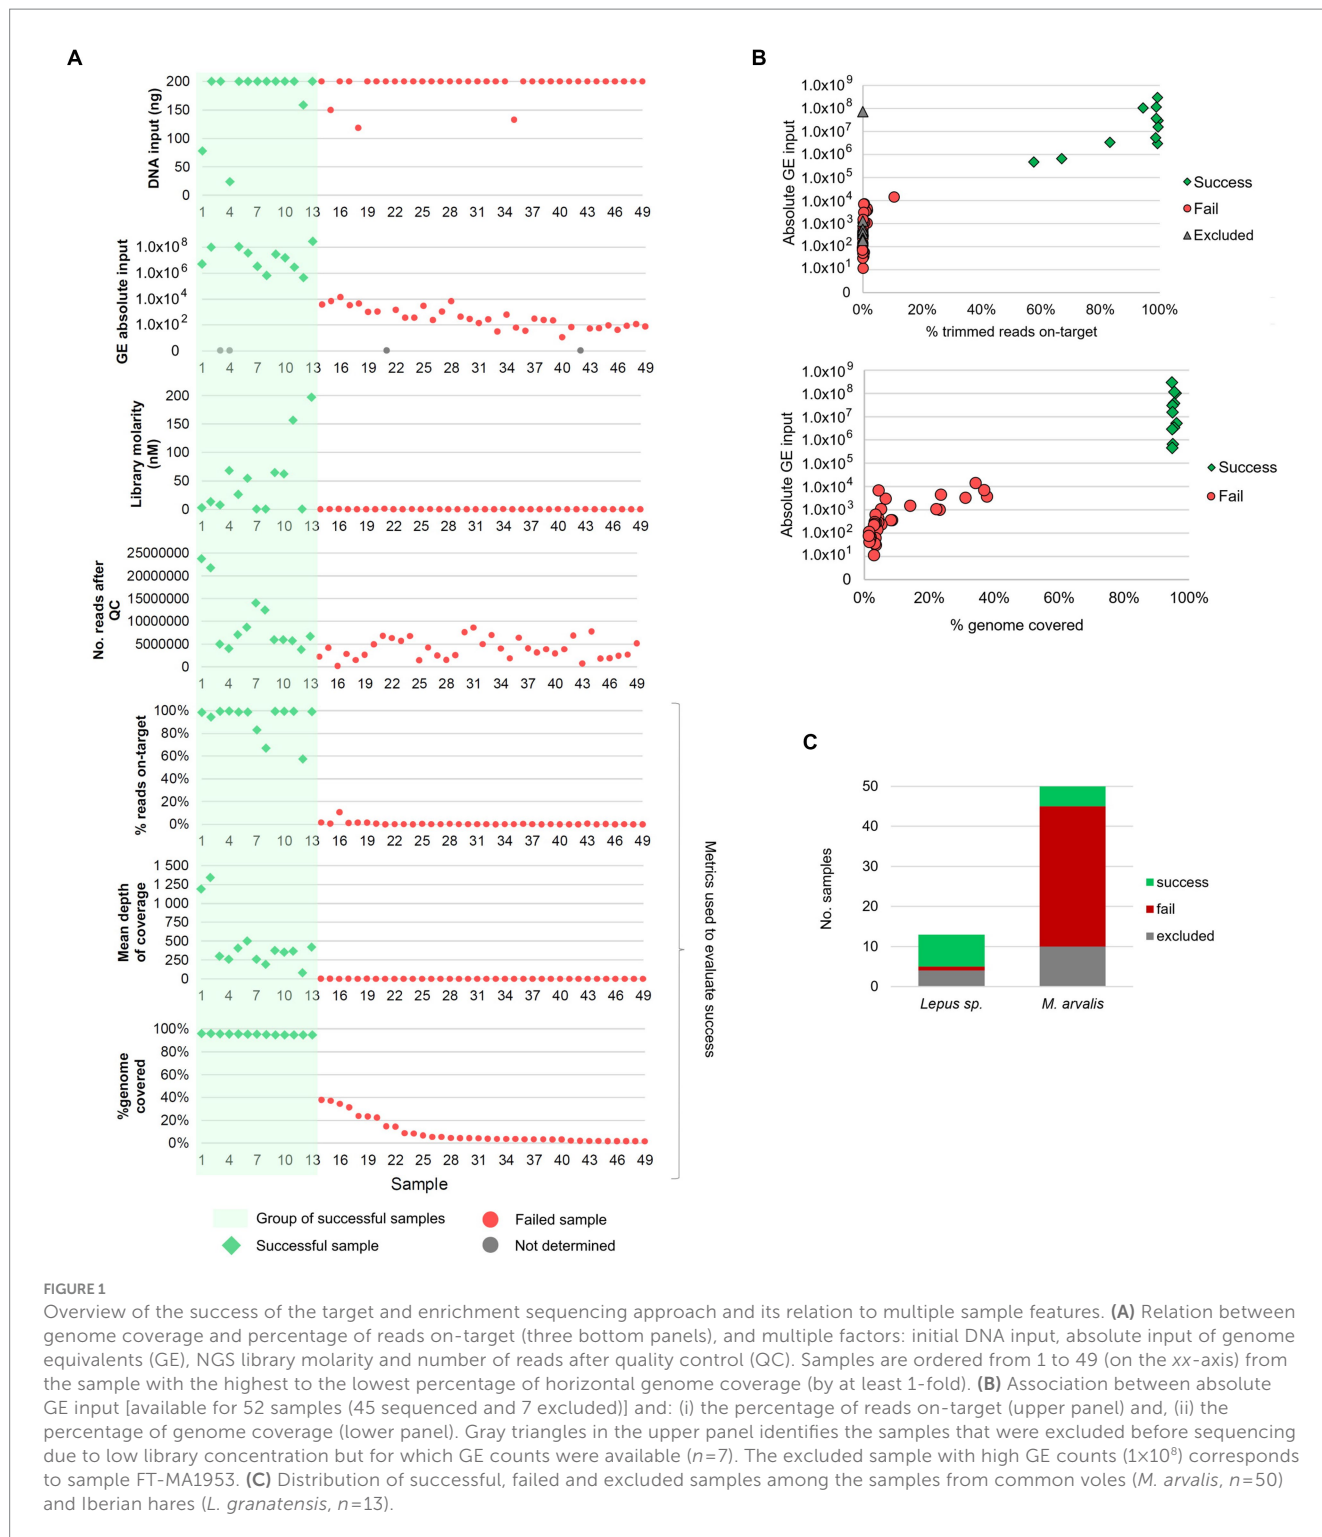 A
DNA input (ng)
200
150
100
50
0
1 4 7 10 13 16 19 22 25 28 31 34 37 40 43 46 49
GE absolute input
1.0x10⁸
1.0x10⁶
1.0x10⁴
1.0x10²
0
1 4 7 10 13 16 19 22 25 28 31 34 37 40 43 46 49
Library molarity
(nM)
200
150
100
50
0
1 4 7 10 13 16 19 22 25 28 31 34 37 40 43 46 49
No. reads after
QC
25000000
20000000
15000000
10000000
5000000
0
1 4 7 10 13 16 19 22 25 28 31 34 37 40 43 46 49
% reads on-target
100%
80%
60%
40%
20%
0%
1 4 7 10 13 16 19 22 25 28 31 34 37 40 43 46 49
Mean depth
of coverage
1 500
1 250
1 000
750
500
250
0
1 4 7 10 13 16 19 22 25 28 31 34 37 40 43 46 49
%genome
covered
100%
80%
60%
40%
20%
0%
1 4 7 10 13 16 19 22 25 28 31 34 37 40 43 46 49
Sample
Metrics used to evaluate success
Group of successful samples
Successful sample
Failed sample
Not determined
B
Absolute GE input
1.0x10⁹
1.0x10⁸
1.0x10⁷
1.0x10⁶
1.0x10⁵
1.0x10⁴
1.0x10³
1.0x10²
1.0x10¹
0
0% 20% 40% 60% 80% 100%
% trimmed reads on-target
Success
Fail
Excluded
Absolute GE input
1.0x10⁹
1.0x10⁸
1.0x10⁷
1.0x10⁶
1.0x10⁵
1.0x10⁴
1.0x10³
1.0x10²
1.0x10¹
0
0% 20% 40% 60% 80% 100%
% genome covered
Success
Fail
C
No. samples
50
40
30
20
10
0
Lepus sp. M. arvalis
success
fail
excluded
FIGURE 1
Overview of the success of the target and enrichment sequencing approach and its relation to multiple sample features. (A) Relation between
genome coverage and percentage of reads on-target (three bottom panels), and multiple factors: initial DNA input, absolute input of genome
equivalents (GE), NGS library molarity and number of reads after quality control (QC). Samples are ordered from 1 to 49 (on the xx-axis) from
the sample with the highest to the lowest percentage of horizontal genome coverage (by at least 1-fold). (B) Association between absolute
GE input [available for 52 samples (45 sequenced and 7 excluded)] and: (i) the percentage of reads on-target (upper panel) and, (ii) the
percentage of genome coverage (lower panel). Gray triangles in the upper panel identifies the samples that were excluded before sequencing
due to low library concentration but for which GE counts were available (n=7). The excluded sample with high GE counts (1×10⁸) corresponds
to sample FT-MA1953. (C) Distribution of successful, failed and excluded samples among the samples from common voles (M. arvalis, n=50)
and Iberian hares (L. granatensis, n=13).